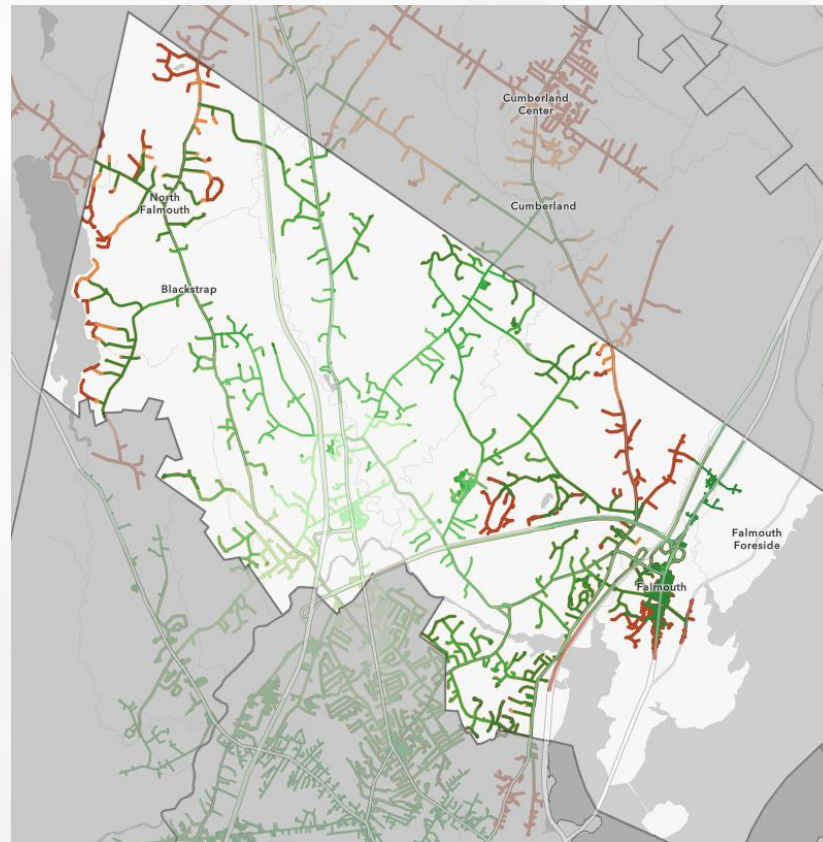 Cumberland
Center
Cumberland
North
Falmouth
Blackstrap
Falmouth
Foreside
Falmouth